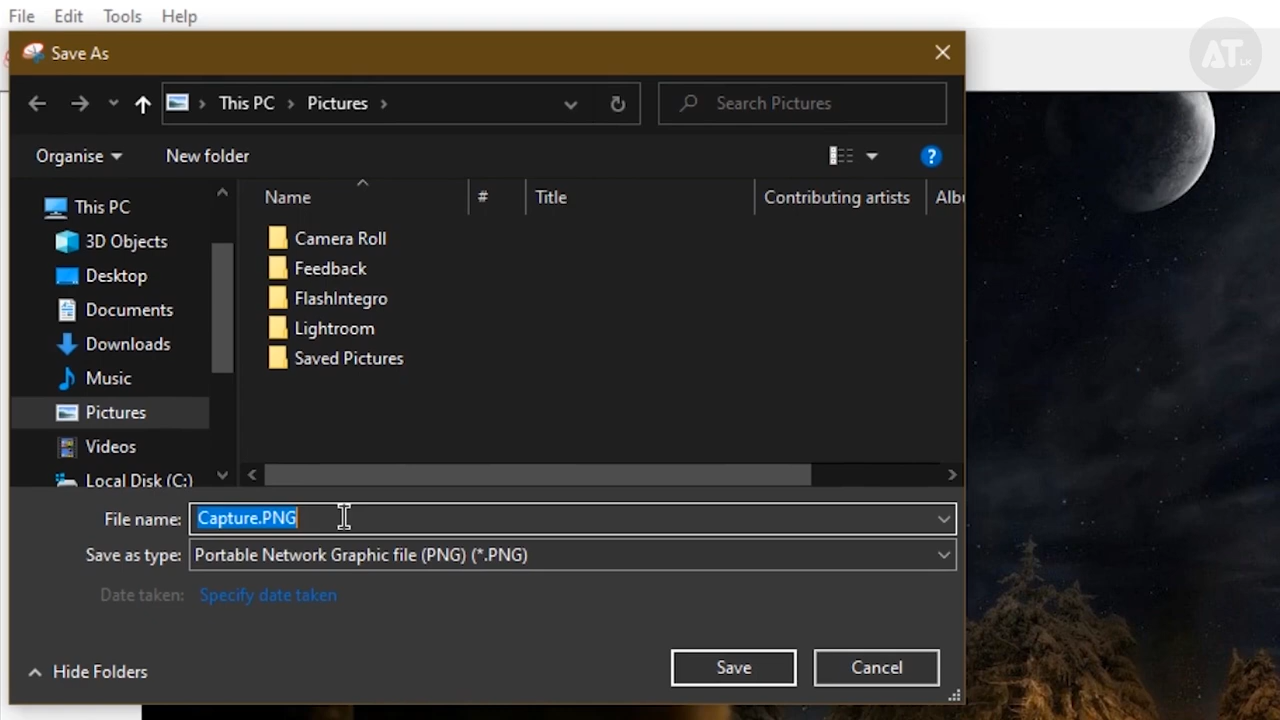 File Edit Tools Help
AT LK
Save As
This PC Pictures
Search Pictures
Organise New folder
?
This PC
3D Objects
Desktop
Documents
Downloads
Music
Pictures
Videos
Local Disk (C:)
Name # Title Contributing artists Albu
Camera Roll
Feedback
FlashIntegro
Lightroom
Saved Pictures
File name: Capture.PNG
Save as type: Portable Network Graphic file (PNG) (*.PNG)
Date taken: Specify date taken
Hide Folders
Save Cancel